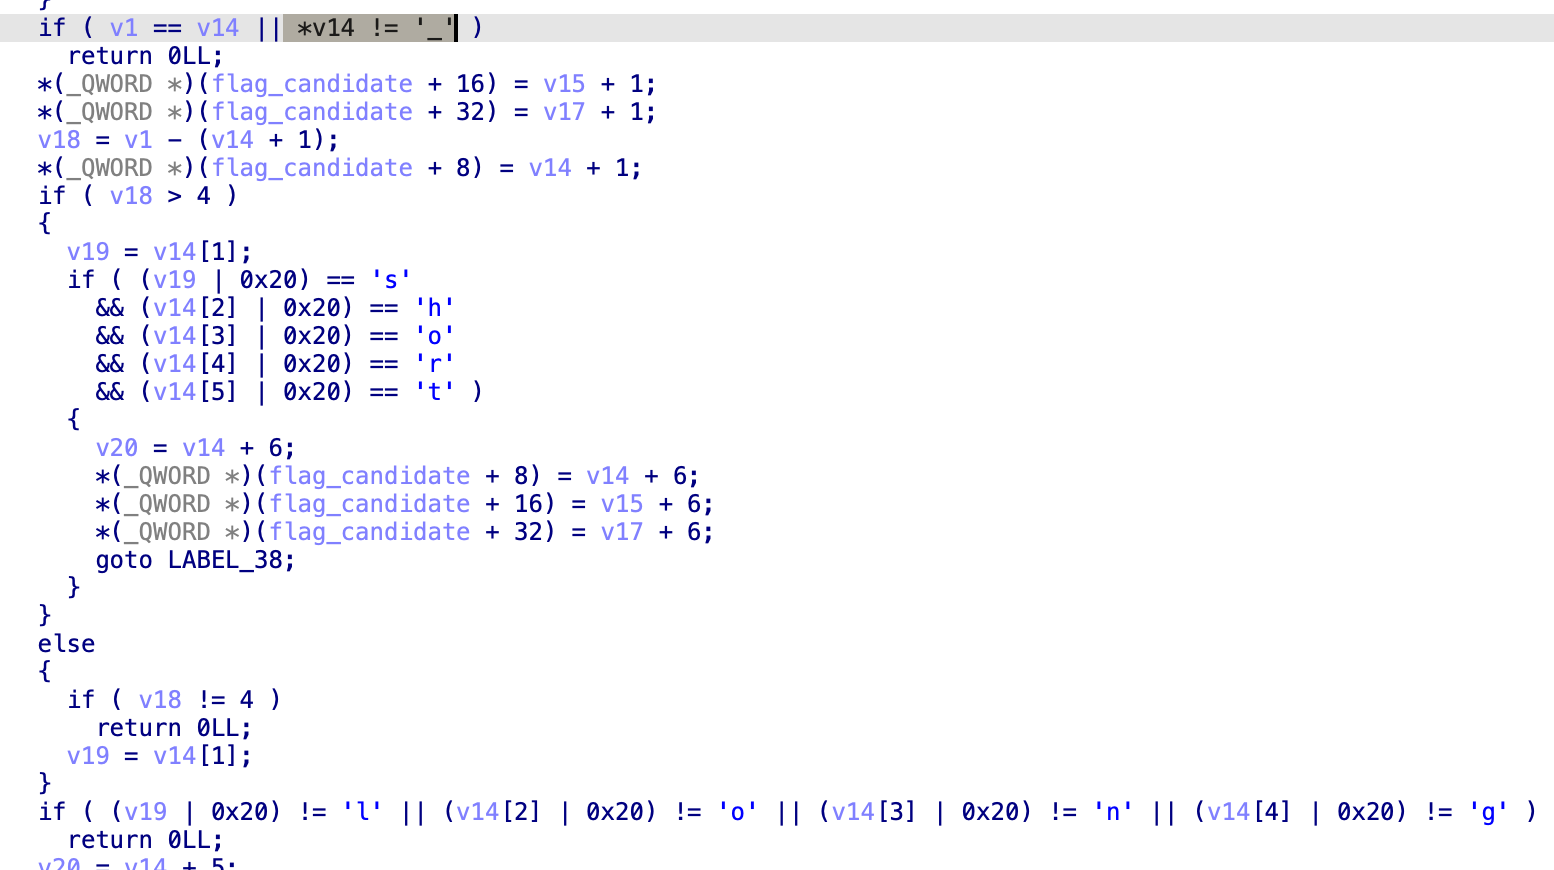 }
if ( v1 == v14 || *v14 != '_' )
return 0LL;
*(_QWORD *)(flag_candidate + 16) = v15 + 1;
*(_QWORD *)(flag_candidate + 32) = v17 + 1;
v18 = v1 - (v14 + 1);
*(_QWORD *)(flag_candidate + 8) = v14 + 1;
if ( v18 > 4 )
{
v19 = v14[1];
if ( (v19 | 0x20) == 's'
&& (v14[2] | 0x20) == 'h'
&& (v14[3] | 0x20) == 'o'
&& (v14[4] | 0x20) == 'r'
&& (v14[5] | 0x20) == 't' )
{
v20 = v14 + 6;
*(_QWORD *)(flag_candidate + 8) = v14 + 6;
*(_QWORD *)(flag_candidate + 16) = v15 + 6;
*(_QWORD *)(flag_candidate + 32) = v17 + 6;
goto LABEL_38;
}
}
else
{
if ( v18 != 4 )
return 0LL;
v19 = v14[1];
}
if ( (v19 | 0x20) != 'l' || (v14[2] | 0x20) != 'o' || (v14[3] | 0x20) != 'n' || (v14[4] | 0x20) != 'g' )
return 0LL;
v20 = v14 + 5;